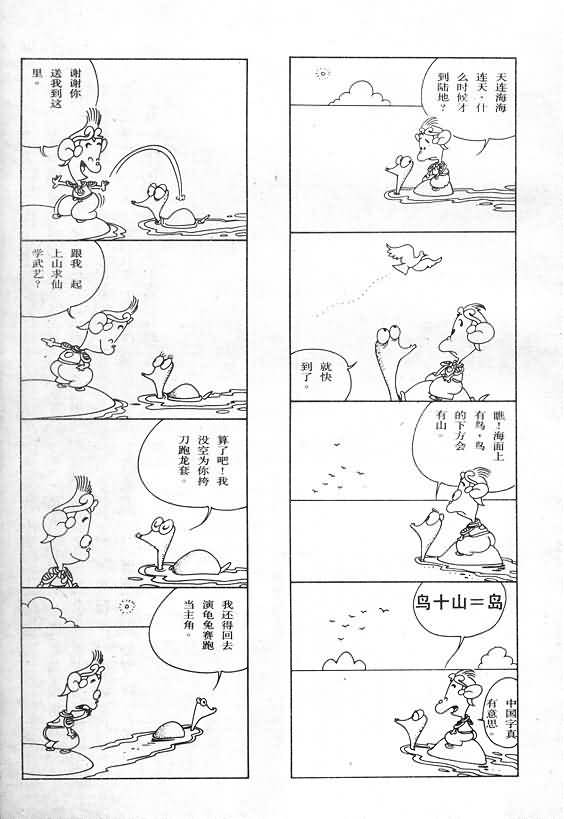 天连海海
连天,什
么时候才
到陆地?
就快
到了。
瞧!海面上
有鸟,鸟
的下方会
有山。
鸟十山=岛
中国字真
有意思。
谢谢你
送我到这
里。
跟我一起
上山求仙
学武艺?
算了吧!我
没空为你挎
刀跑龙套。
我还得回去
演龟兔赛跑
当主角。